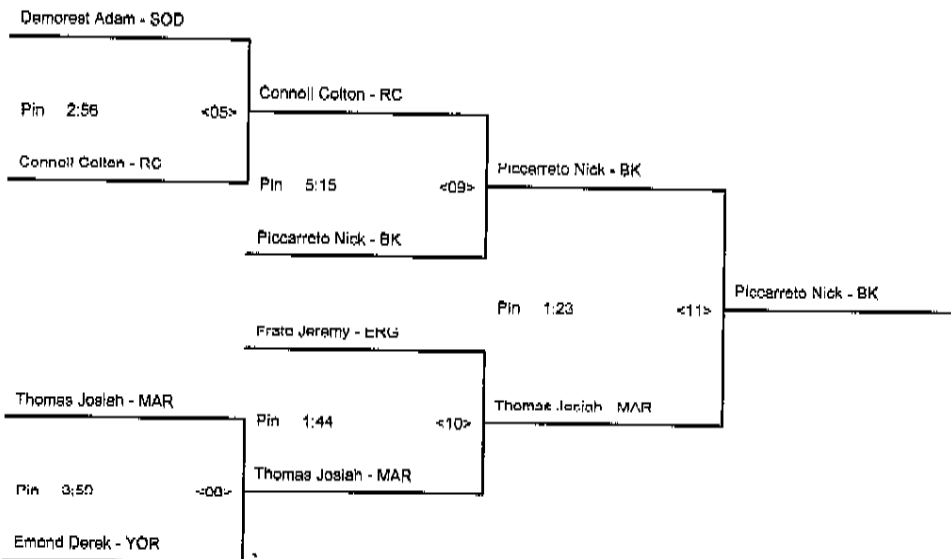 Demorest Adam - SOD
Pin 2:56 <05>
Connoll Colton - RC
Connoll Colton - RC
Pin 5:15 <09>
Piccarreto Nick - BK
Piccarreto Nick - BK
Pin 1:23 <11>
Piccarreto Nick - BK
Frato Jeremy - ERG
Pin 1:44 <10>
Thomas Josiah - MAR
Thomas Josiah - MAR
Thomas Josiah - MAR
Pin
Emond Derek - YOR